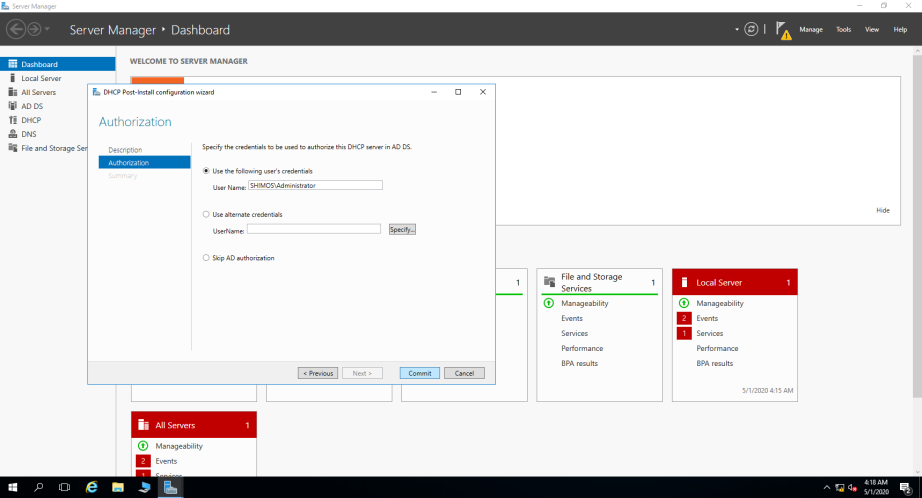 Server Manager
Server Manager • Dashboard
Manage Tools View Help
Dashboard
Local Server
All Servers
AD DS
DHCP
DNS
File and Storage Ser
WELCOME TO SERVER MANAGER
DHCP Post-Install configuration wizard
Authorization
Description
Authorization
Summary
Specify the credentials to be used to authorize this DHCP server in AD DS.
Use the following user's credentials
User Name: SHIMOS\Administrator
Use alternate credentials
UserName: Specify...
Skip AD authorization
< Previous Next > Commit Cancel
Hide
1
File and Storage Services 1
Manageability
Events
Services
Performance
BPA results
Local Server 1
Manageability
2 Events
1 Services
Performance
BPA results
5/1/2020 4:15 AM
All Servers 1
Manageability
2 Events
1 Services
4:18 AM
5/1/2020